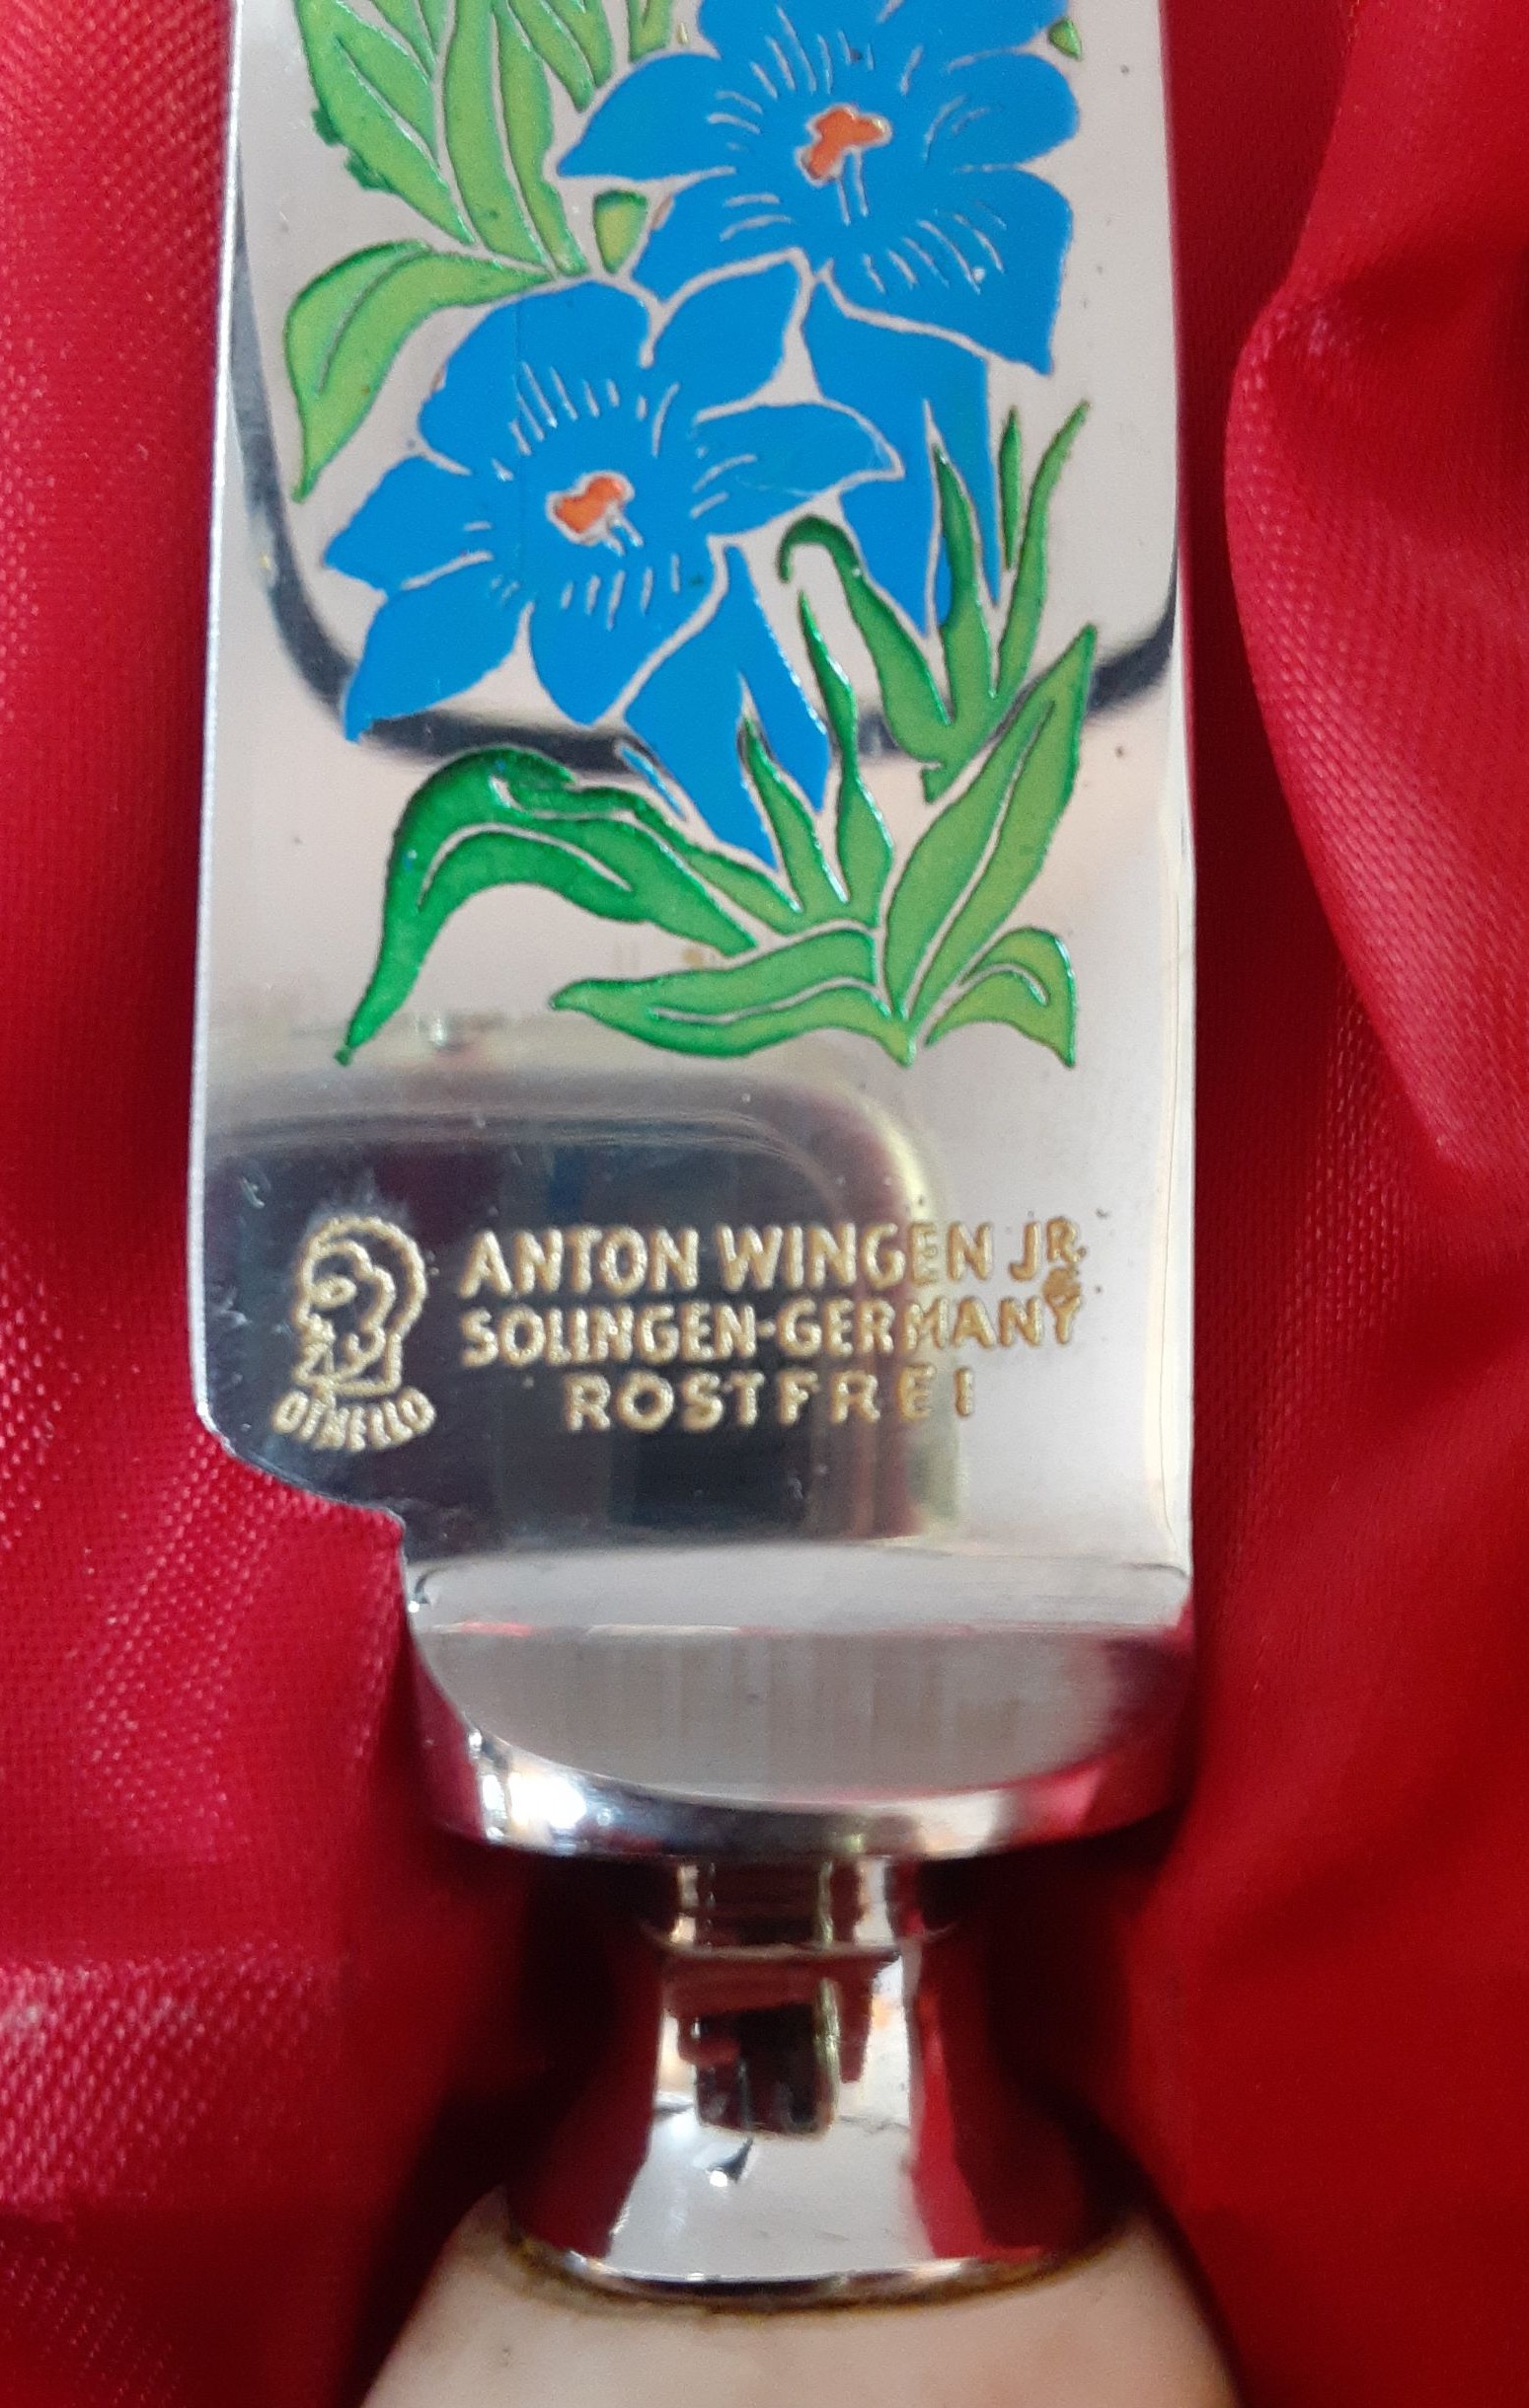 ANTON WINGEN JR.
SOLINGEN-GERMANY
ROSTFREI
OTHELLO